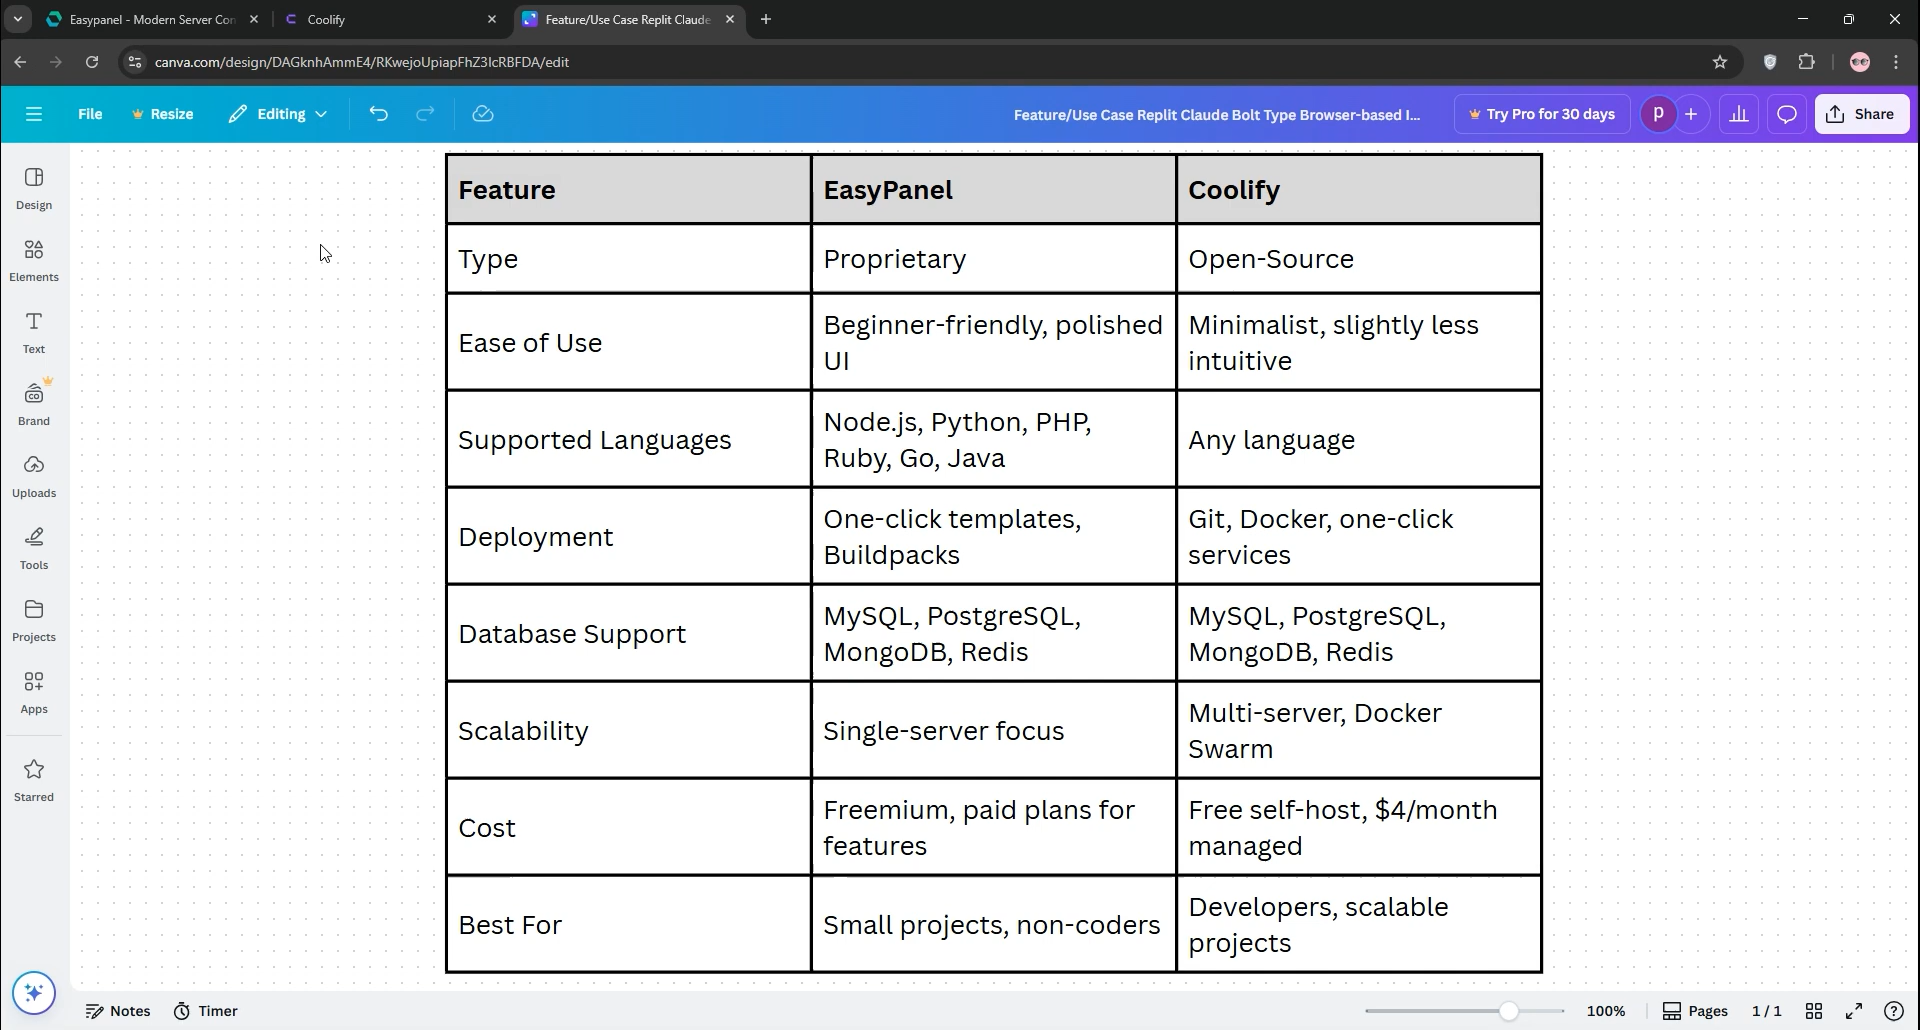 Easypanel - Modern Server Con
Coolify
Feature/Use Case Replit Claude
canva.com/design/DAGknhAmmE4/RKwejoUpiapFhZ3IcRBFDA/edit
File
Resize
Editing
Feature/Use Case Replit Claude Bolt Type Browser-based I...
Try Pro for 30 days
P
Share
Design
Elements
Text
Brand
Uploads
Tools
Projects
Apps
Starred
Feature EasyPanel Coolify
Type Proprietary Open-Source
Ease of Use
Beginner-friendly, polished
UI
Minimalist, slightly less
intuitive
Supported Languages
Node.js, Python, PHP,
Ruby, Go, Java
Any language
Deployment
One-click templates,
Buildpacks
Git, Docker, one-click
services
Database Support
MySQL, PostgreSQL,
MongoDB, Redis
MySQL, PostgreSQL,
MongoDB, Redis
Scalability
Single-server focus
Multi-server, Docker
Swarm
Cost
Freemium, paid plans for
features
Free self-host, $4/month
managed
Best For
Small projects, non-coders
Developers, scalable
projects
Notes
Timer
100%
Pages
1 / 1